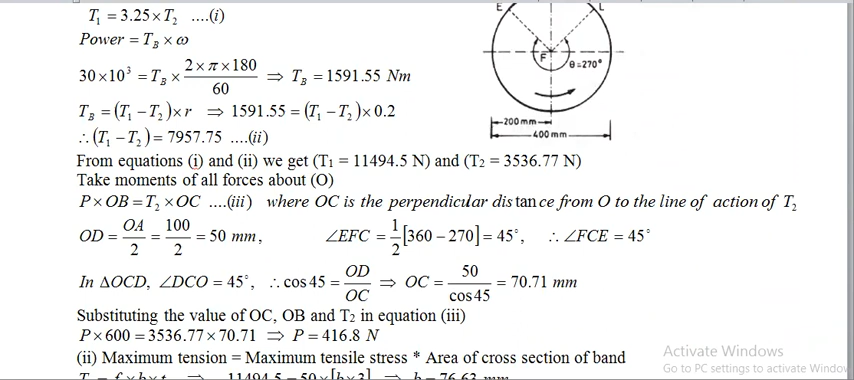 T₁ = 3.25 × T₂ ....(i)
Power = T_B × ω
30×10³ = T_B × (2×π×180)/60 ⇒ T_B = 1591.55 Nm
T_B = (T₁ − T₂)×r ⇒ 1591.55 = (T₁ − T₂)×0.2
∴ (T₁ − T₂) = 7957.75 ....(ii)
E
L
F
θ=270°
200 mm
400 mm
From equations (i) and (ii) we get (T1 = 11494.5 N) and (T2 = 3536.77 N)
Take moments of all forces about (O)
P×OB = T₂ ×OC ....(iii) where OC is the perpendicular dis tan ce from O to the line of action of T₂
OD = OA/2 = 100/2 = 50 mm, ∠EFC = 1/2[360 − 270] = 45°, ∴ ∠FCE = 45°
In ΔOCD, ∠DCO = 45°, ∴ cos 45 = OD/OC ⇒ OC = 50/cos45 = 70.71 mm
Substituting the value of OC, OB and T2 in equation (iii)
P×600 = 3536.77×70.71 ⇒ P = 416.8 N
(ii) Maximum tension = Maximum tensile stress * Area of cross section of band
Activate Windows
Go to PC settings to activate Window